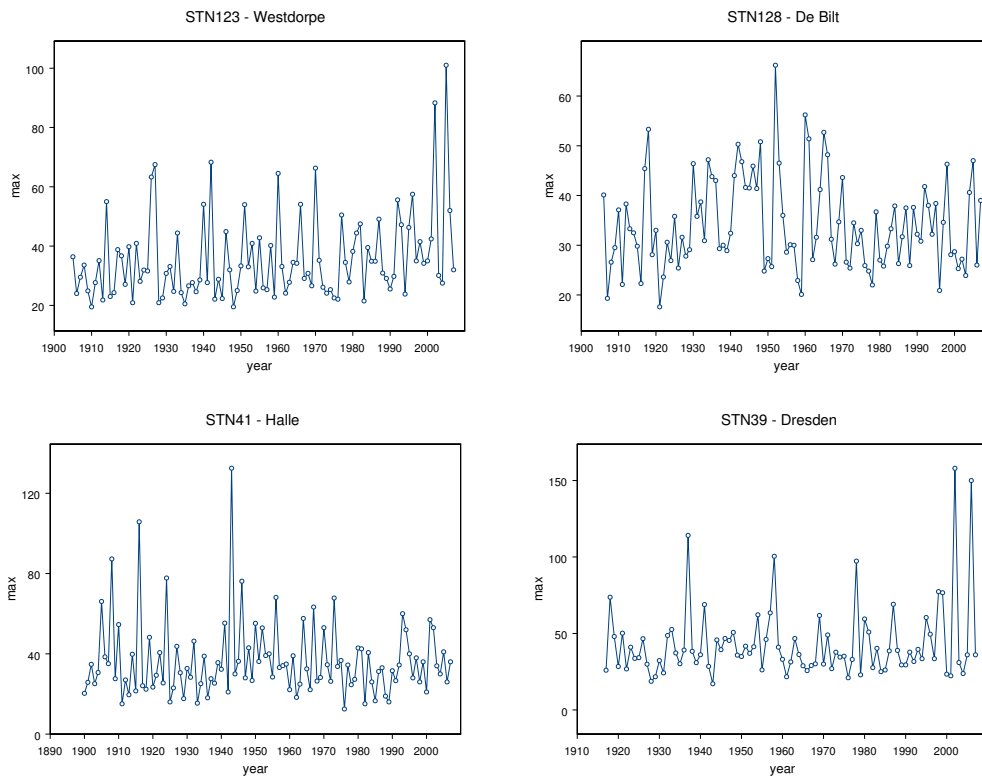 STN123 - Westdorpe
100
80
60
40
20
max
1900 1910 1920 1930 1940 1950 1960 1970 1980 1990 2000
year
STN128 - De Bilt
60
50
40
30
20
max
1900 1910 1920 1930 1940 1950 1960 1970 1980 1990 2000
year
STN41 - Halle
120
80
40
0
max
1890 1900 1910 1920 1930 1940 1950 1960 1970 1980 1990 2000
year
STN39 - Dresden
150
100
50
0
max
1910 1920 1930 1940 1950 1960 1970 1980 1990 2000
year